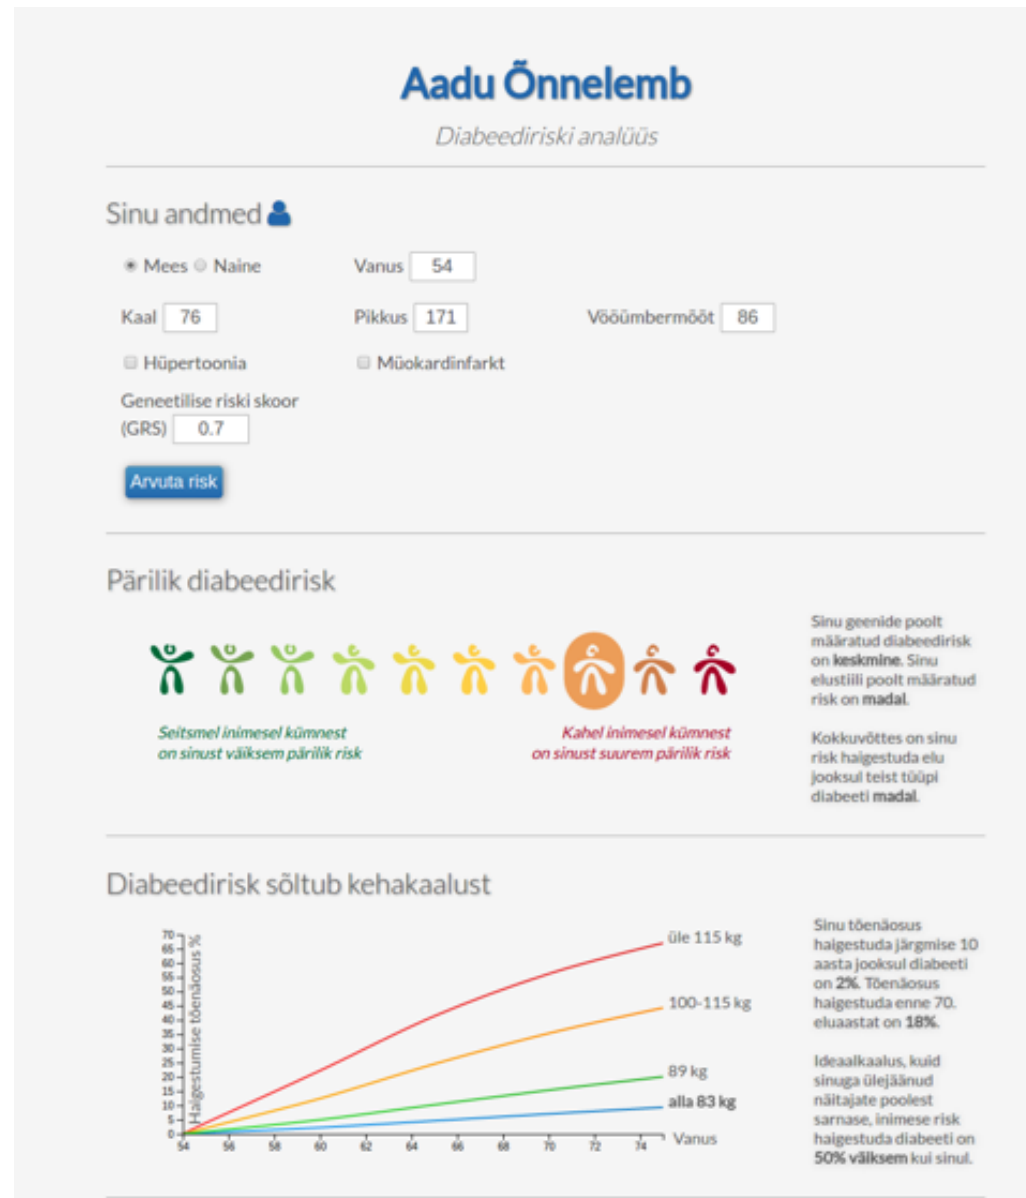 Aadu Õnnelemb
Diabeediriski analüüs
Sinu andmed
Mees Naine Vanus 54
Kaal 76 Pikkus 171 Vööümbermõõt 86
Hüpertoonia Müokardinfarkt
Geneetilise riski skoor
(GRS) 0.7
Arvuta risk
Pärilik diabeedirisk
Seitsmel inimesel kümnest
on sinust väiksem pärilik risk
Kahel inimesel kümnest
on sinust suurem pärilik risk
Sinu geenide poolt
määratud diabeedirisk
on keskmine. Sinu
elustiili poolt määratud
risk on madal.
Kokkuvõttes on sinu
risk haigestuda elu
jooksul teist tüüpi
diabeeti madal.
Diabeedirisk sõltub kehakaalust
Haigestumise tõenäosus %
70
65
60
55
50
45
40
35
30
25
20
15
10
5
0
üle 115 kg
100-115 kg
89 kg
alla 83 kg
54 56 58 60 62 64 66 68 70 72 74 Vanus
Sinu tõenäosus
haigestuda järgmise 10
aasta jooksul diabeeti
on 2%. Tõenäosus
haigestuda enne 70.
eluaastat on 18%.
Ideaalkaalus, kuid
sinuga ülejäänud
näitajate poolest
sarnase, inimese risk
haigestuda diabeeti on
50% väiksem kui sinul.